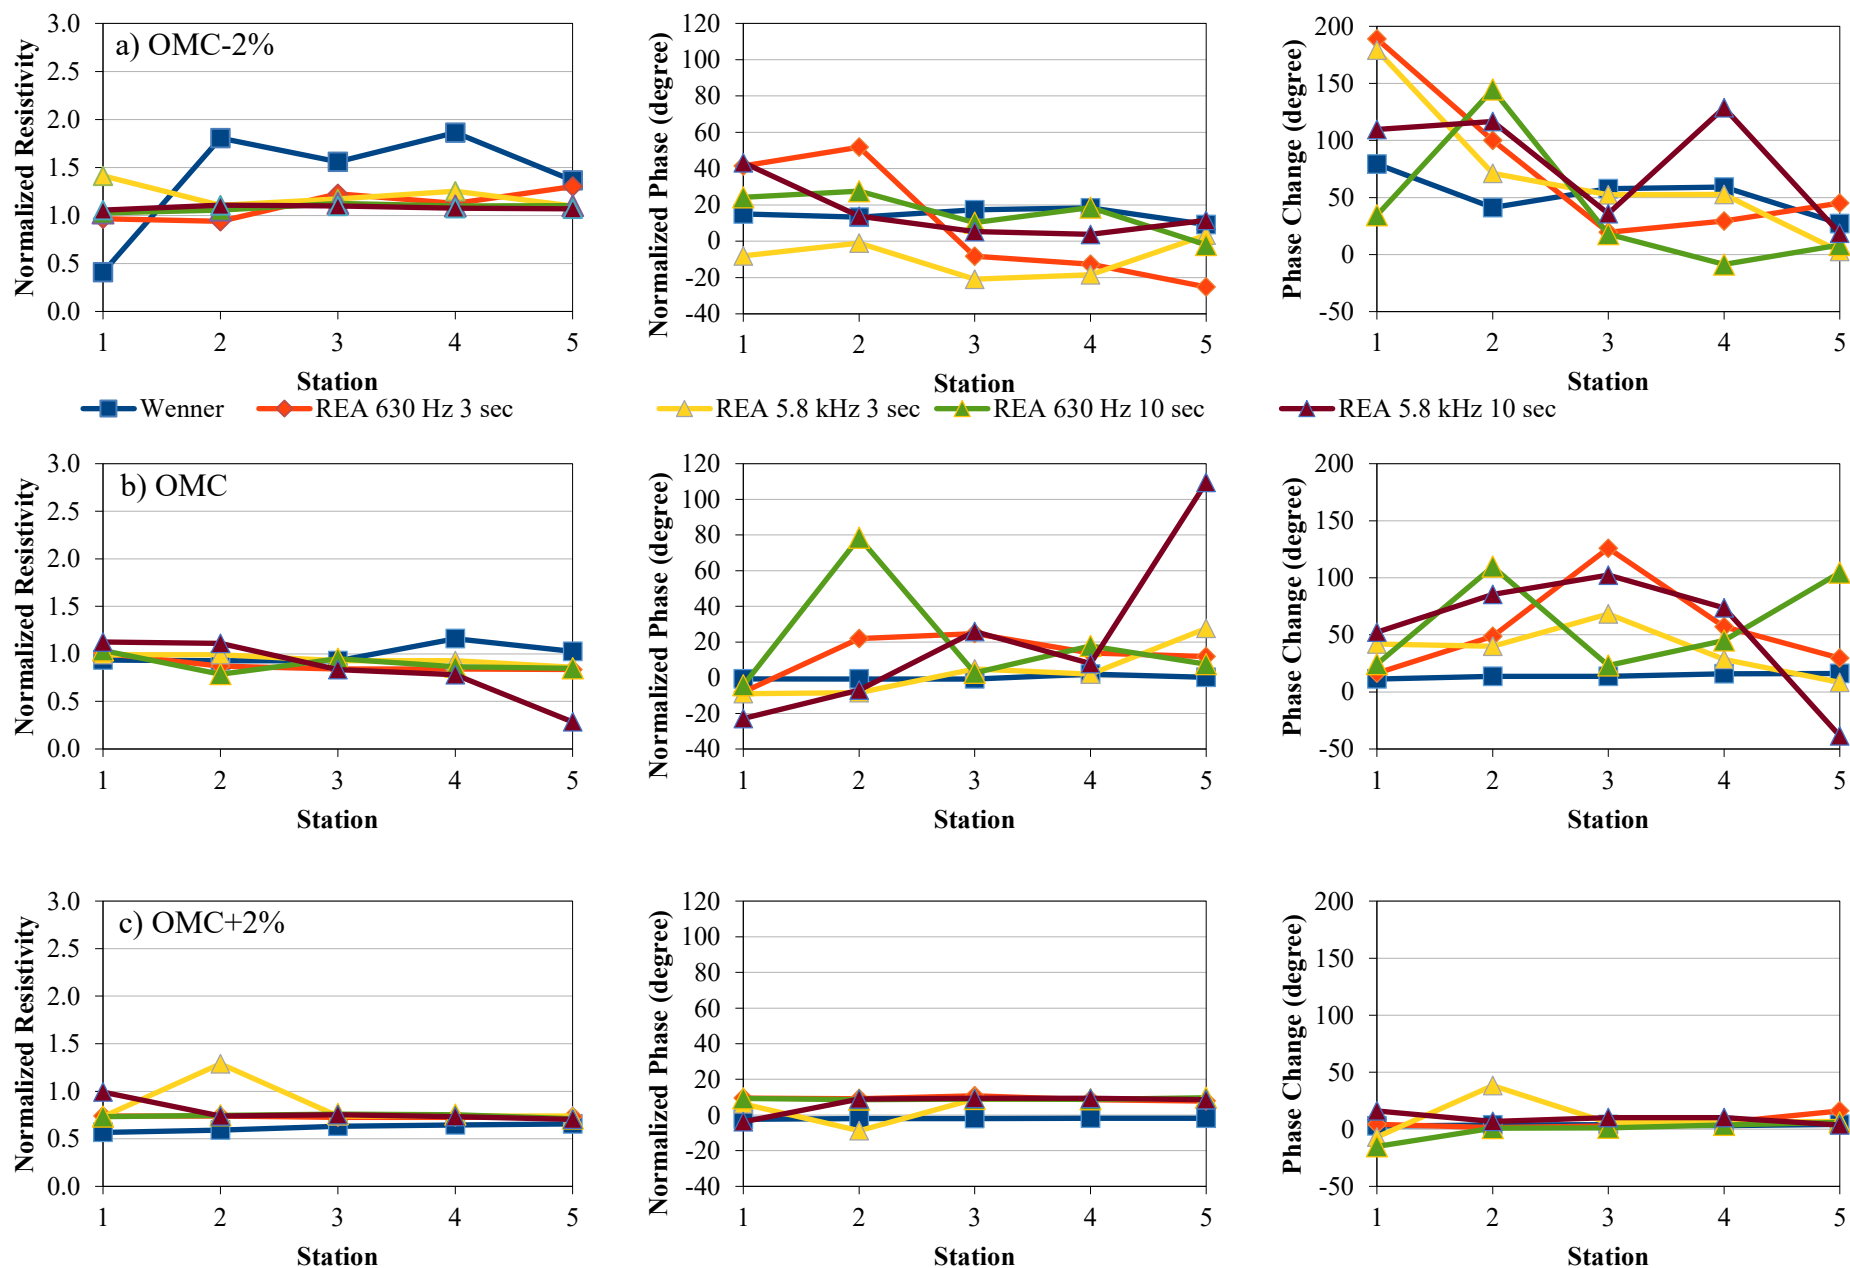 a) OMC-2%
Normalized Resistivity
3.0
2.5
2.0
1.5
1.0
0.5
0.0
1 2 3 4 5
Station
Normalized Phase (degree)
120
100
80
60
40
20
0
-20
-40
1 2 3 4 5
Station
Phase Change (degree)
200
150
100
50
0
-50
1 2 3 4 5
Station
Wenner REA 630 Hz 3 sec REA 5.8 kHz 3 sec REA 630 Hz 10 sec REA 5.8 kHz 10 sec
b) OMC
Normalized Resistivity
3.0
2.5
2.0
1.5
1.0
0.5
0.0
1 2 3 4 5
Station
Normalized Phase (degree)
120
100
80
60
40
20
0
-20
-40
1 2 3 4 5
Station
Phase Change (degree)
200
150
100
50
0
-50
1 2 3 4 5
Station
c) OMC+2%
Normalized Resistivity
3.0
2.5
2.0
1.5
1.0
0.5
0.0
1 2 3 4 5
Station
Normalized Phase (degree)
120
100
80
60
40
20
0
-20
-40
1 2 3 4 5
Station
Phase Change (degree)
200
150
100
50
0
-50
1 2 3 4 5
Station